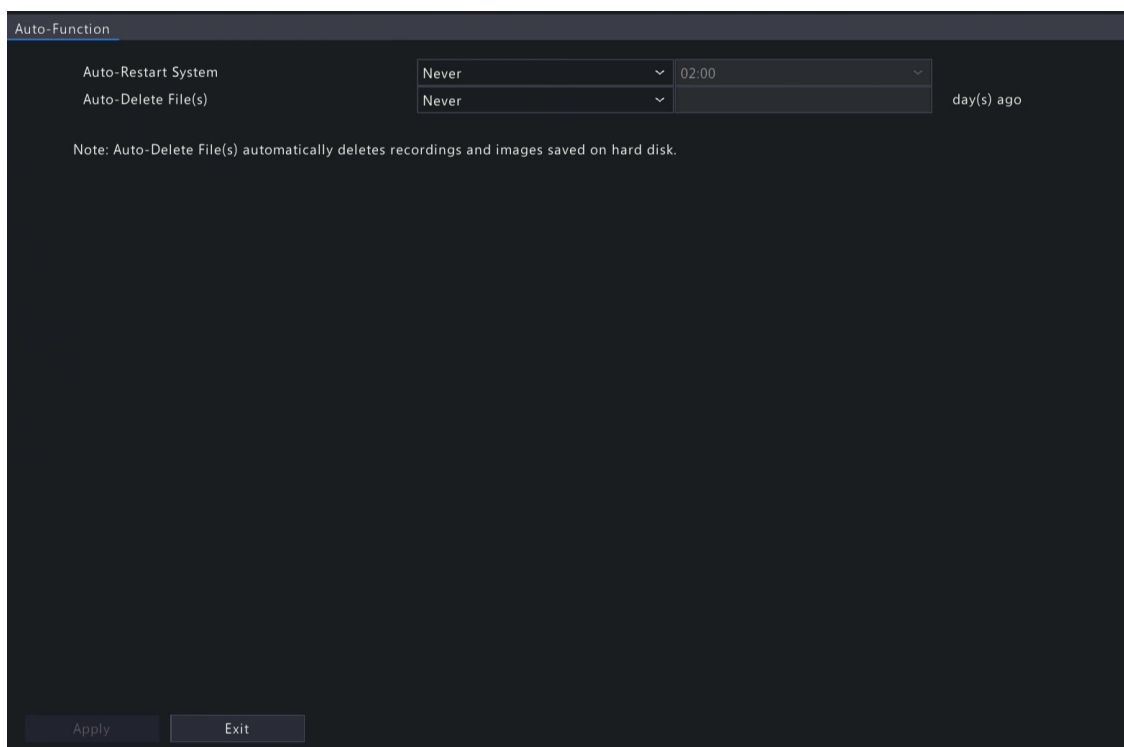 Auto-Function
Auto-Restart System Never 02:00
Auto-Delete File(s) Never day(s) ago
Note: Auto-Delete File(s) automatically deletes recordings and images saved on hard disk.
Apply Exit